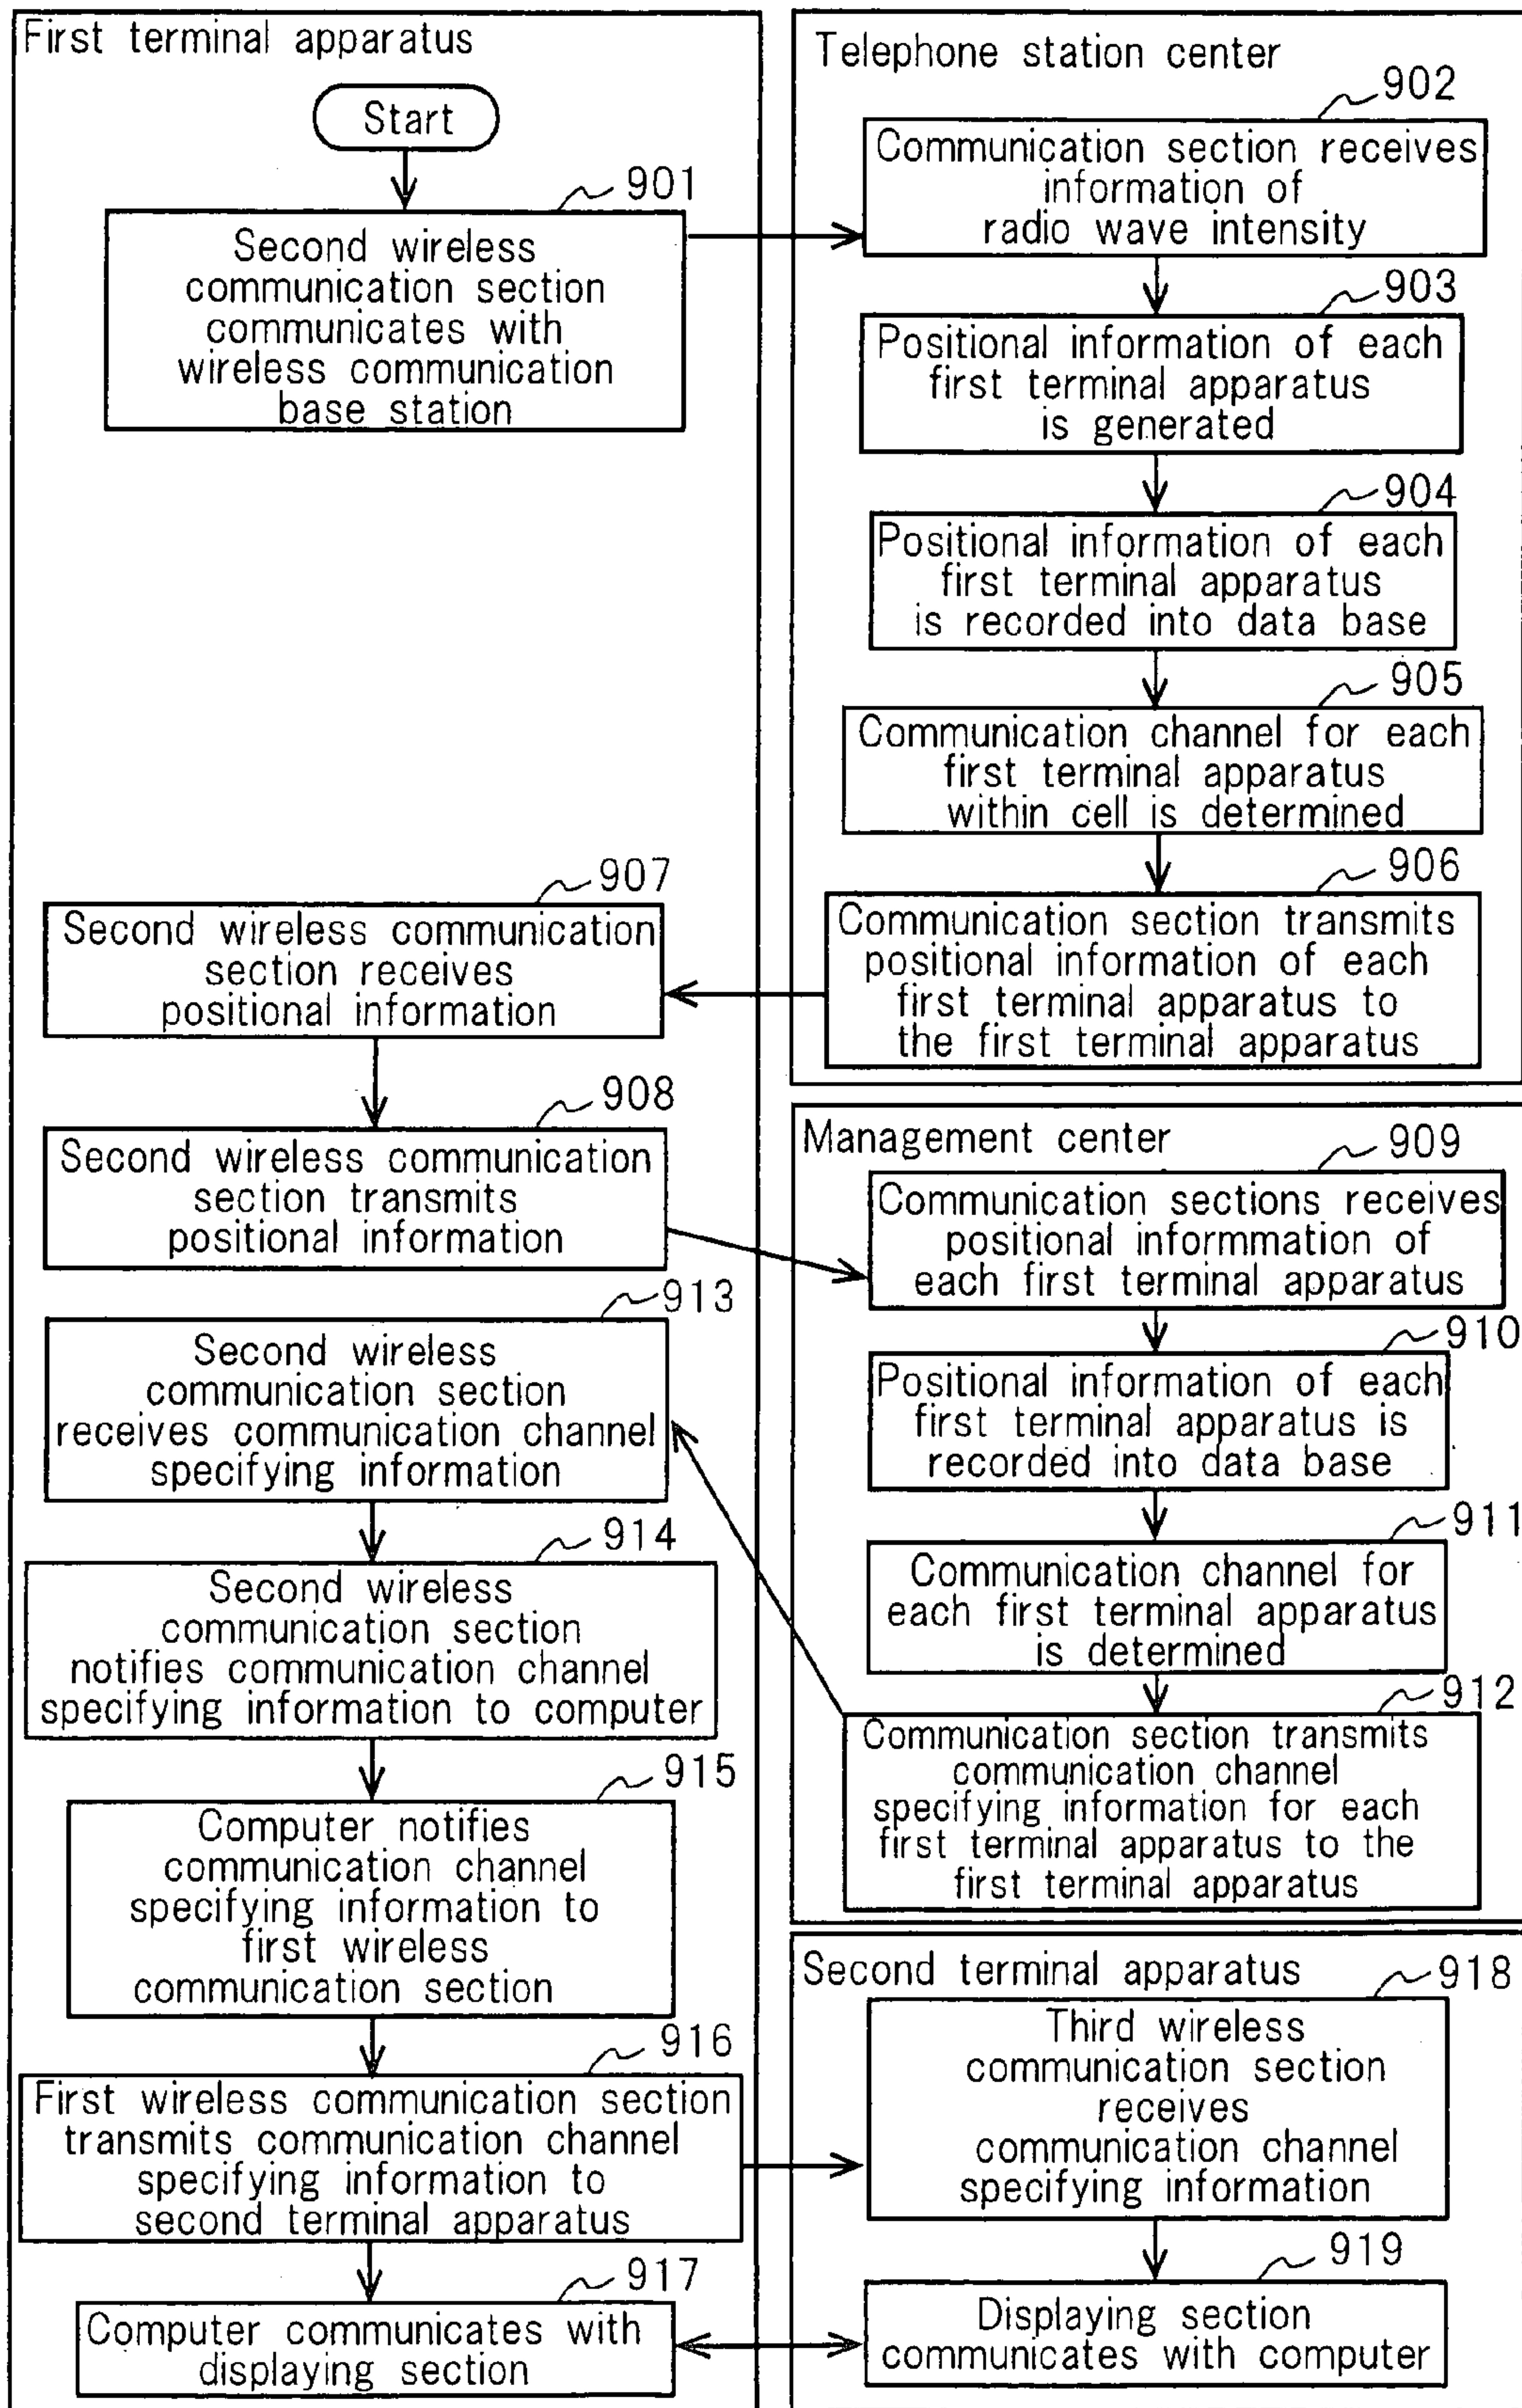 First terminal apparatus
Start
901
Second wireless
communication section
communicates with
wireless communication
base station
Telephone station center
902
Communication section receives
information of
radio wave intensity
903
Positional information of each
first terminal apparatus
is generated
904
Positional information of each
first terminal apparatus
is recorded into data base
905
Communication channel for each
first terminal apparatus
within cell is determined
906
Communication section transmits
positional information of each
first terminal apparatus to
the first terminal apparatus
907
Second wireless communication
section receives
positional information
908
Second wireless communication
section transmits
positional information
Management center
909
Communication sections receives
positional informmation of
each first terminal apparatus
910
Positional information of each
first terminal apparatus is
recorded into data base
911
Communication channel for
each first terminal apparatus
is determined
912
Communication section transmits
communication channel
specifying information for each
first terminal apparatus to the
first terminal apparatus
913
Second wireless
communication section
receives communication channel
specifying information
914
Second wireless
communication section
notifies communication channel
specifying information to computer
915
Computer notifies
communication channel
specifying information to
first wireless
communication section
916
First wireless communication section
transmits communication channel
specifying information to
second terminal apparatus
917
Computer communicates with
displaying section
Second terminal apparatus
918
Third wireless
communication section
receives
communication channel
specifying information
919
Displaying section
communicates with computer